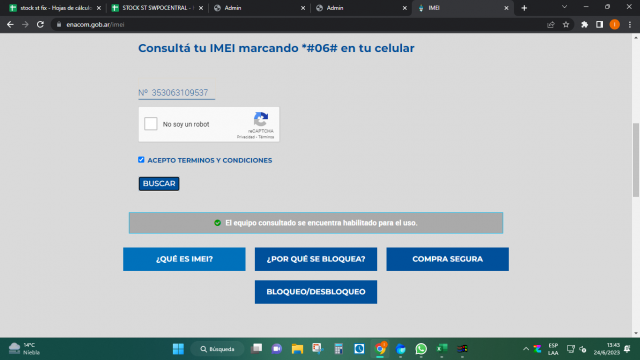 stock st fix - Hojas de cálculo
STOCK ST SWPOCENTRAL -
Admin
Admin
IMEI
enacom.gob.ar/imei
Consultá tu IMEI marcando *#06# en tu celular
Nº 353063109537
No soy un robot
reCAPTCHA
Privacidad - Términos
ACEPTO TERMINOS Y CONDICIONES
BUSCAR
El equipo consultado se encuentra habilitado para el uso.
¿QUÉ ES IMEI?
¿POR QUÉ SE BLOQUEA?
COMPRA SEGURA
BLOQUEO/DESBLOQUEO
14°C
Niebla
Búsqueda
ESP
LAA
15:43
24/6/2023